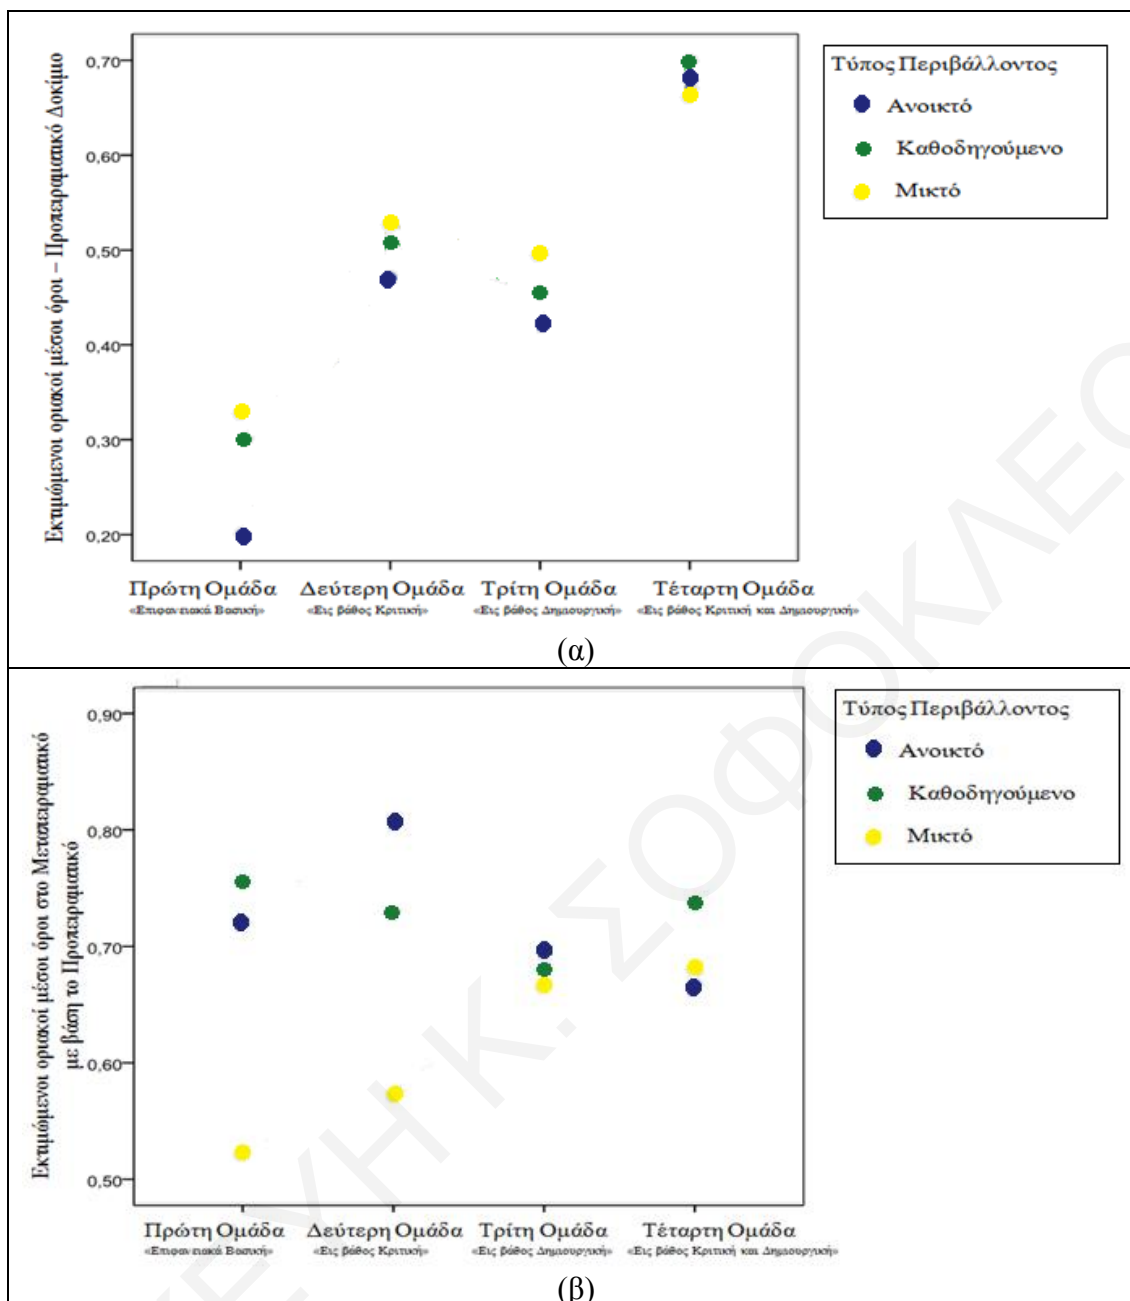 Εκτιμώμενοι οριακοί μέσοι όροι – Προπειραματικό Δοκίμιο
0,70
0,60
0,50
0,40
0,30
0,20
Τύπος Περιβάλλοντος
Ανοικτό
Καθοδηγούμενο
Μικτό
Πρώτη Ομάδα
Δεύτερη Ομάδα
Τρίτη Ομάδα
Τέταρτη Ομάδα
«Επιφανειακά Βασική»
«Εις βάθος Κριτική»
«Εις βάθος Δημιουργική»
«Εις βάθος Κριτική και Δημιουργική»
(α)
Εκτιμώμενοι οριακοί μέσοι όροι στο Μεταπειραματικό
με βάση το Προπειραματικό
0,90
0,80
0,70
0,60
0,50
Τύπος Περιβάλλοντος
Ανοικτό
Καθοδηγούμενο
Μικτό
Πρώτη Ομάδα
Δεύτερη Ομάδα
Τρίτη Ομάδα
Τέταρτη Ομάδα
«Επιφανειακά Βασική»
«Εις βάθος Κριτική»
«Εις βάθος Δημιουργική»
«Εις βάθος Κριτική και Δημιουργική»
(β)
ΕΥΗ Κ. ΣΟΦΟΚΛΕΟ